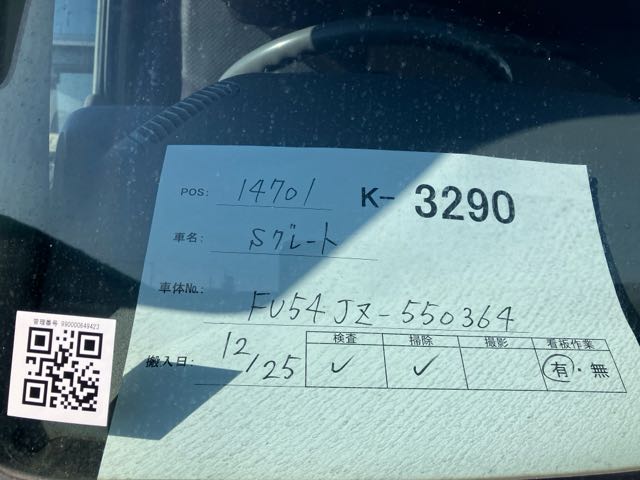 POS: 14701 K-3290
車名: Sグレート
車体No.: FU54JZ-550364
搬入日: 12/25
検査 掃除 撮影 看板作業
✓ ✓ 有・無
管理番号 990000649423